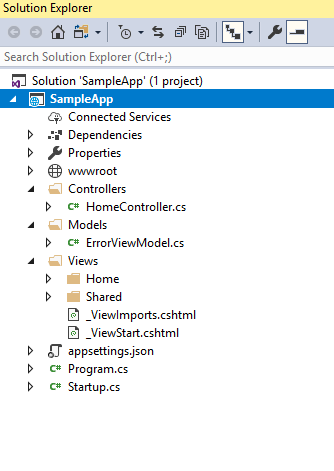 Solution Explorer
Search Solution Explorer (Ctrl+;)
Solution 'SampleApp' (1 project)
SampleApp
Connected Services
Dependencies
Properties
wwwroot
Controllers
C# HomeController.cs
Models
C# ErrorViewModel.cs
Views
Home
Shared
_ViewImports.cshtml
_ViewStart.cshtml
appsettings.json
C# Program.cs
C# Startup.cs